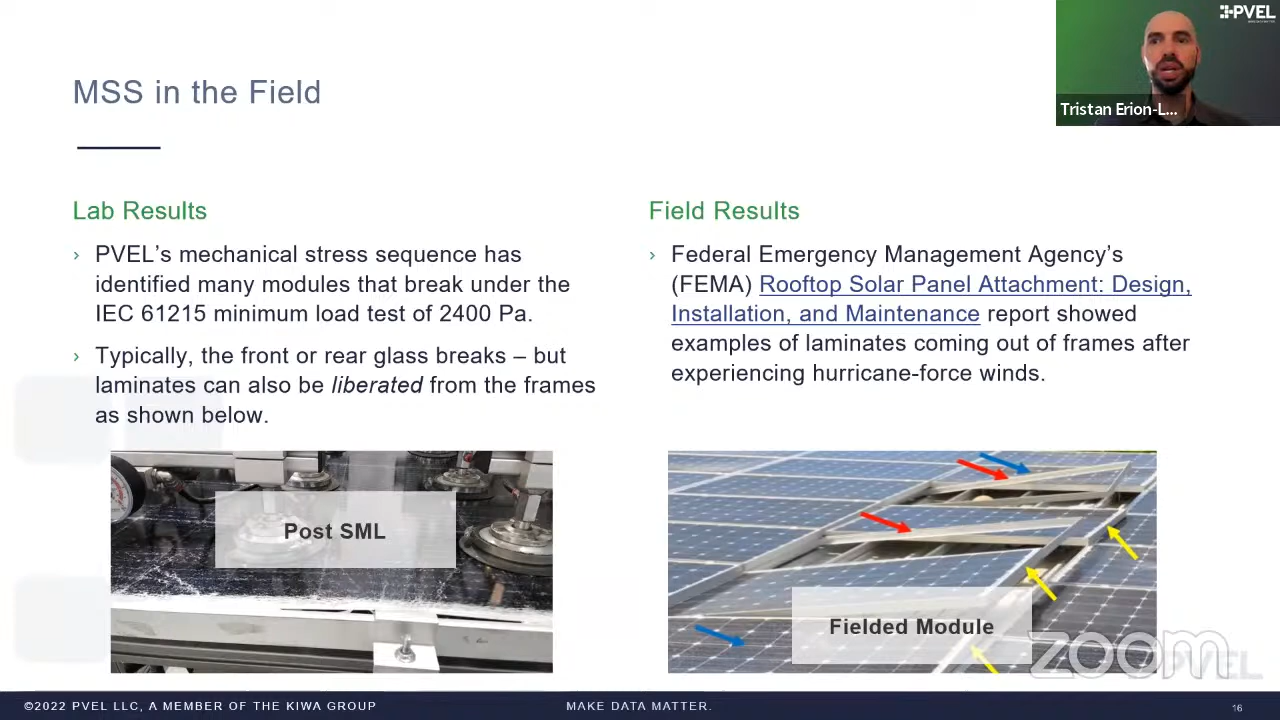 PVEL
Tristan Erion-L...
MSS in the Field
Lab Results
› PVEL’s mechanical stress sequence has
identified many modules that break under the
IEC 61215 minimum load test of 2400 Pa.
› Typically, the front or rear glass breaks – but
laminates can also be liberated from the frames
as shown below.
Post SML
Field Results
› Federal Emergency Management Agency’s
(FEMA) Rooftop Solar Panel Attachment: Design,
Installation, and Maintenance report showed
examples of laminates coming out of frames after
experiencing hurricane-force winds.
Fielded Module
zoom
PVEL
©2022 PVEL LLC, A MEMBER OF THE KIWA GROUP
MAKE DATA MATTER.
16